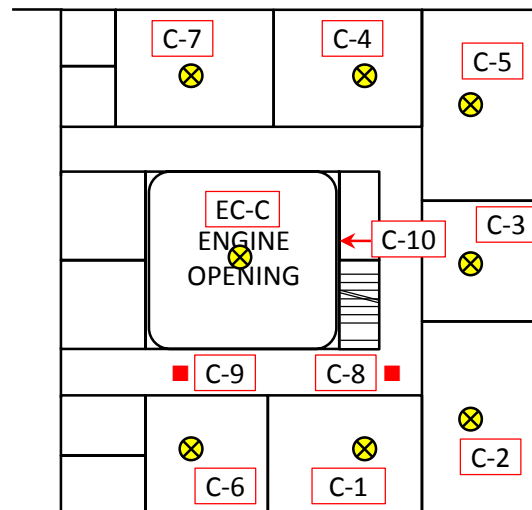 C-7
C-4
C-5
EC-C
ENGINE
OPENING
C-10
C-3
C-9
C-8
C-6
C-1
C-2